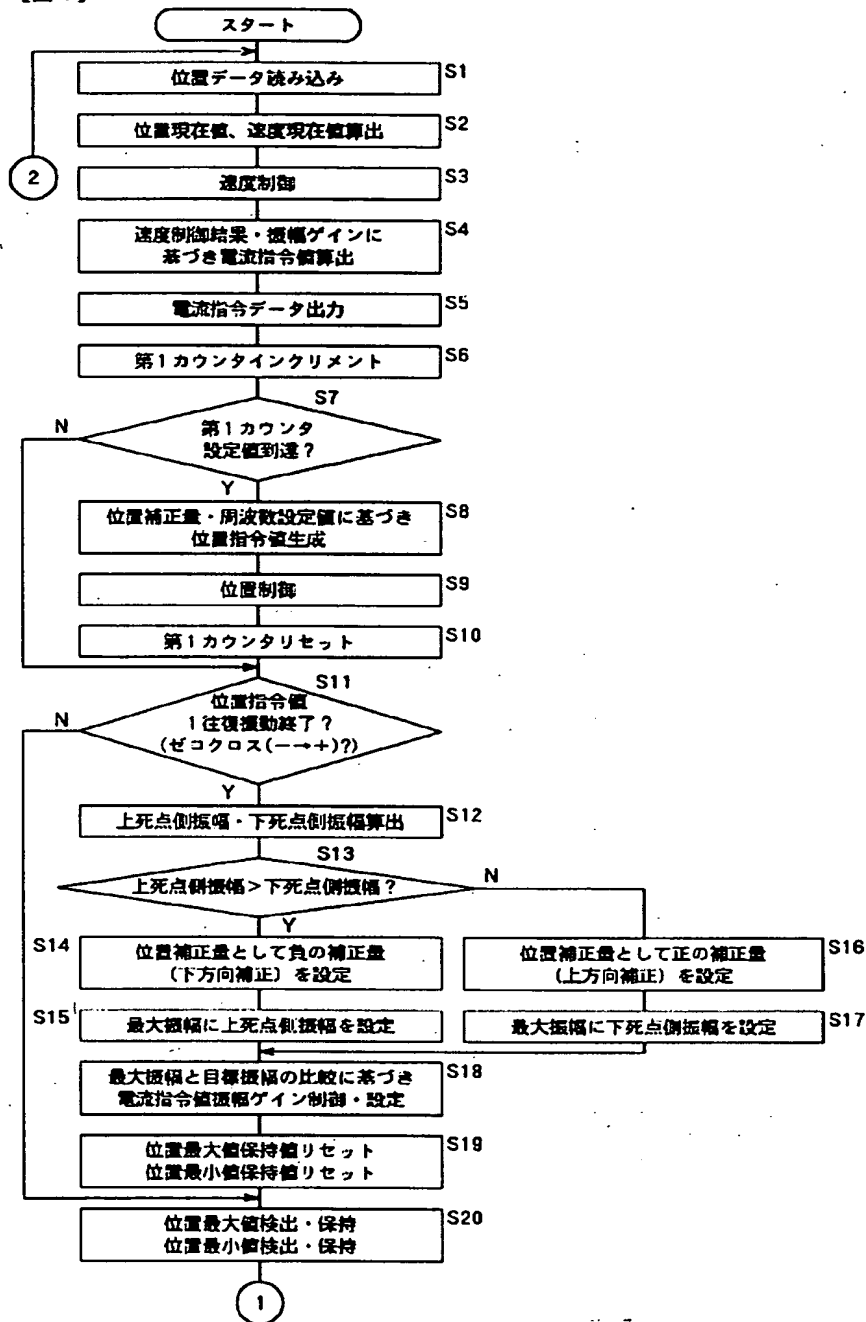 スタート
位置データ読み込み
S1
位置現在値、速度現在値算出
S2
2
速度制御
S3
速度制御結果・振幅ゲインに
基づき電流指令値算出
S4
電流指令データ出力
S5
第1カウンタインクリメント
S6
S7
N
第1カウンタ
設定値到達？
Y
位置補正量・周波数設定値に基づき
位置指令値生成
S8
位置制御
S9
第1カウンタリセット
S10
S11
N
位置指令値
1往復振動終了？
(ゼロクロス(ー→+)?)
Y
上死点側振幅・下死点側振幅算出
S12
S13
上死点側振幅>下死点側振幅？
N
Y
S14
位置補正量として負の補正量
(下方向補正)を設定
位置補正量として正の補正量
(上方向補正)を設定
S16
S15
最大振幅に上死点側振幅を設定
最大振幅に下死点側振幅を設定
S17
最大振幅と目標振幅の比較に基づき
電流指令値振幅ゲイン制御・設定
S18
位置最大値保持値リセット
位置最小値保持値リセット
S19
位置最大値検出・保持
位置最小値検出・保持
S20
1